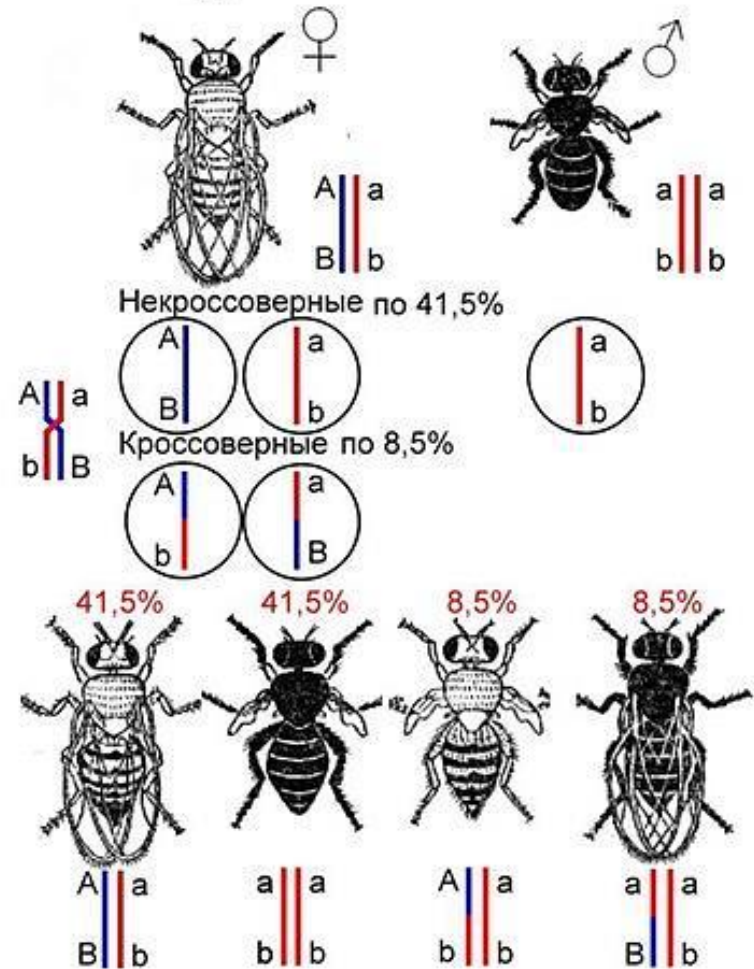 ♀ ♂
A a a a
B b b b
Некроссоверные по 41,5%
A a a
B b b
A a
b B
Кроссоверные по 8,5%
A a
b B
41,5% 41,5% 8,5% 8,5%
A a a a A a a a
B b b b b b B b